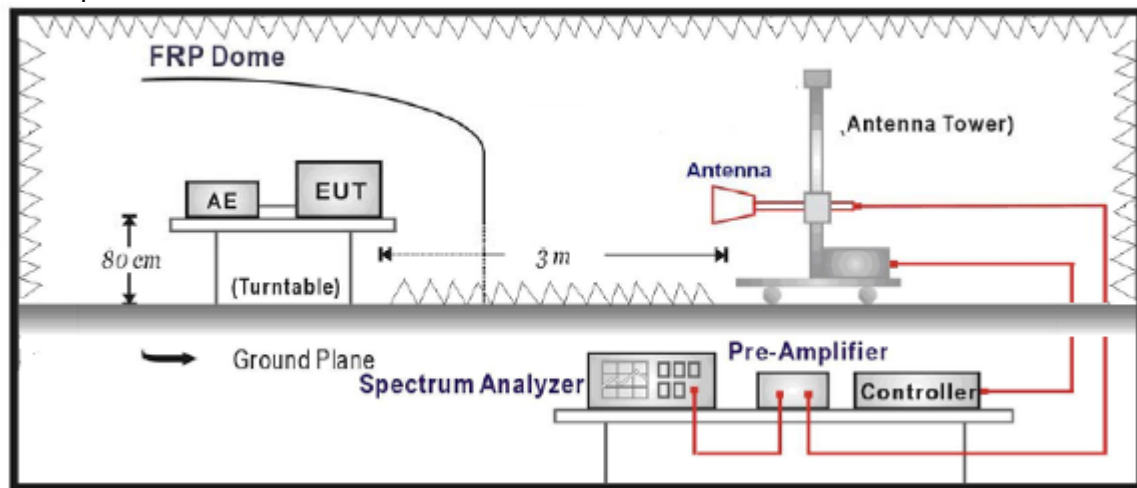 FRP Dome
(Antenna Tower)
Antenna
AE
EUT
80 cm
3 m
(Turntable)
Ground Plane
Pre-Amplifier
Spectrum Analyzer
Controller